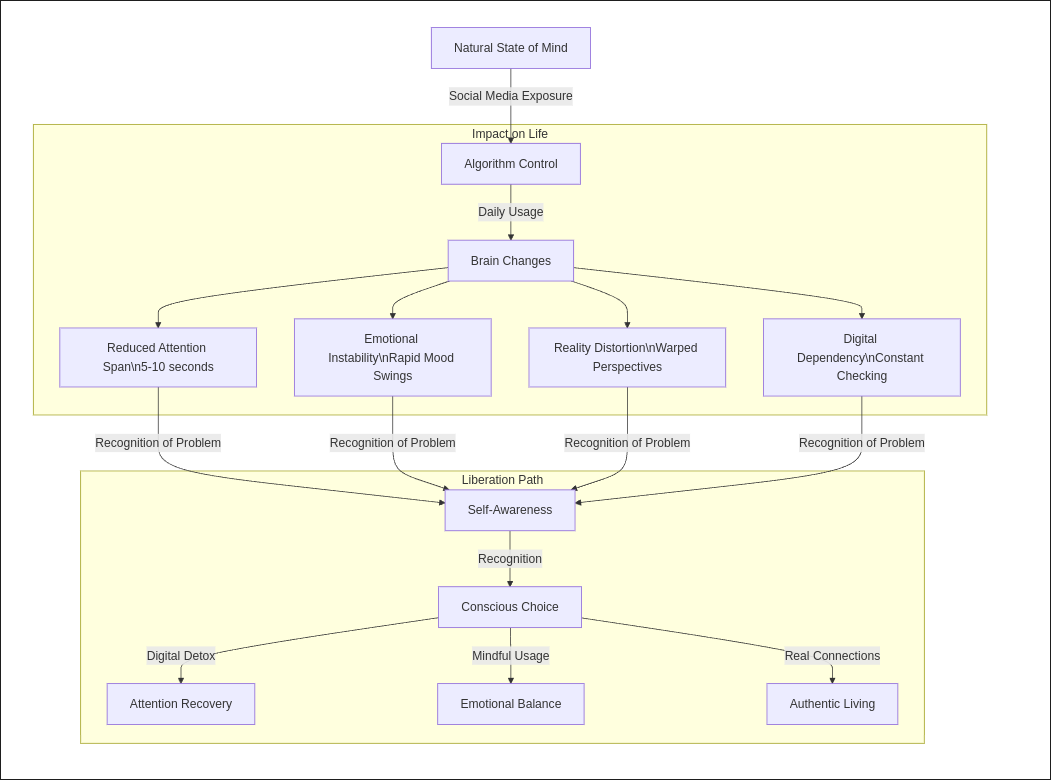 Natural State of Mind
Social Media Exposure
Impact on Life
Algorithm Control
Daily Usage
Brain Changes
Reduced Attention
Span\n5-10 seconds
Emotional
Instability\nRapid Mood
Swings
Reality Distortion\nWarped
Perspectives
Digital
Dependency\nConstant
Checking
Recognition of Problem
Recognition of Problem
Recognition of Problem
Recognition of Problem
Liberation Path
Self-Awareness
Recognition
Conscious Choice
Digital Detox
Mindful Usage
Real Connections
Attention Recovery
Emotional Balance
Authentic Living